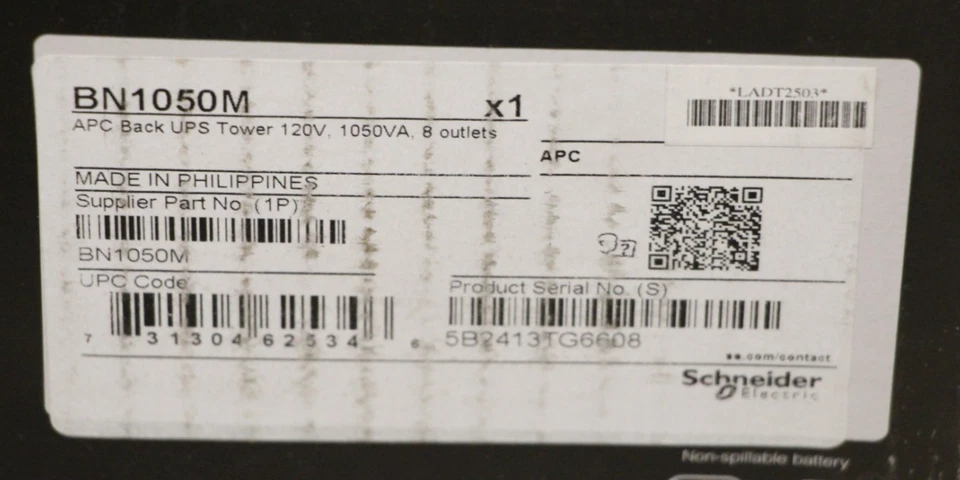 BN1050M x1
APC Back UPS Tower 120V, 1050VA, 8 outlets
*LADT2503*
APC
MADE IN PHILIPPINES
Supplier Part No (1P)
BN1050M
UPC Code
7 31304 62534 6
Product Serial No. (S)
5B2413TG6608
se.com/contact
Schneider
Electric
Non-spillable battery